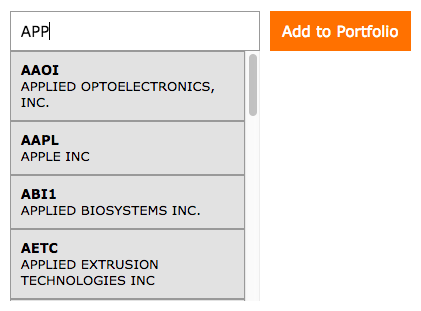 APP
Add to Portfolio
AAOI
APPLIED OPTOELECTRONICS,
INC.
AAPL
APPLE INC
ABI1
APPLIED BIOSYSTEMS INC.
AETC
APPLIED EXTRUSION
TECHNOLOGIES INC